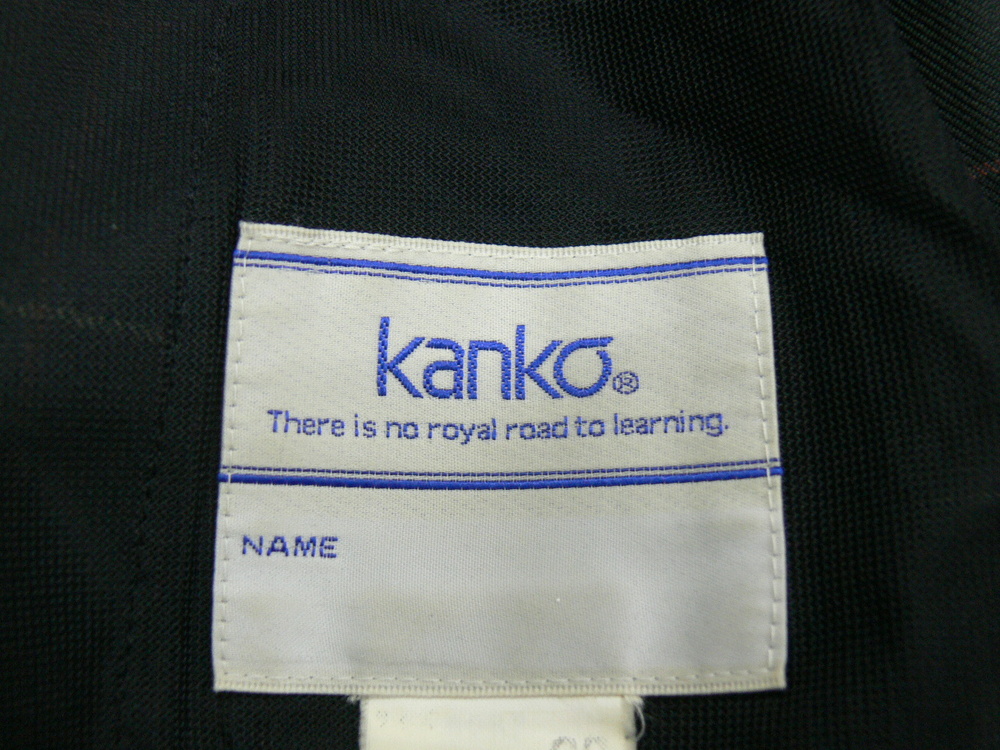 kanko®
There is no royal road to learning.
NAME